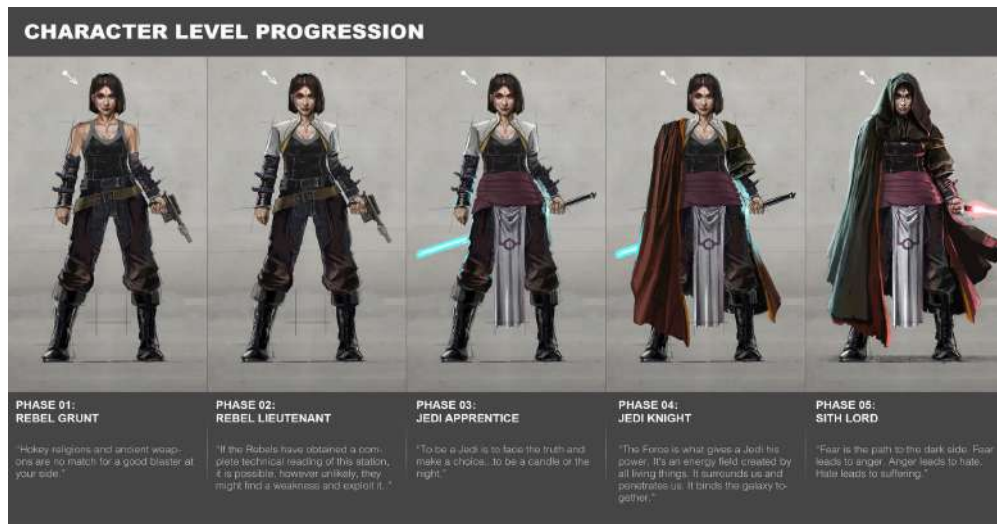 CHARACTER LEVEL PROGRESSION
PHASE 01:
REBEL GRUNT
"Hokey religions and ancient weap-
ons are no match for a good blaster at
your side."
PHASE 02:
REBEL LIEUTENANT
"If the Rebels have obtained a com-
plete technical reading of this station,
it is possible, however unlikely, they
might find a weakness and exploit it. "
PHASE 03:
JEDI APPRENTICE
"To be a Jedi is to face the truth and
make a choice...to be a candle or the
night."
PHASE 04:
JEDI KNIGHT
"The Force is what gives a Jedi his
power. It's an energy field created by
all living things. It surrounds us and
penetrates us. It binds the galaxy to-
gether."
PHASE 05:
SITH LORD
"Fear is the path to the dark side. Fear
leads to anger. Anger leads to hate.
Hate leads to suffering."